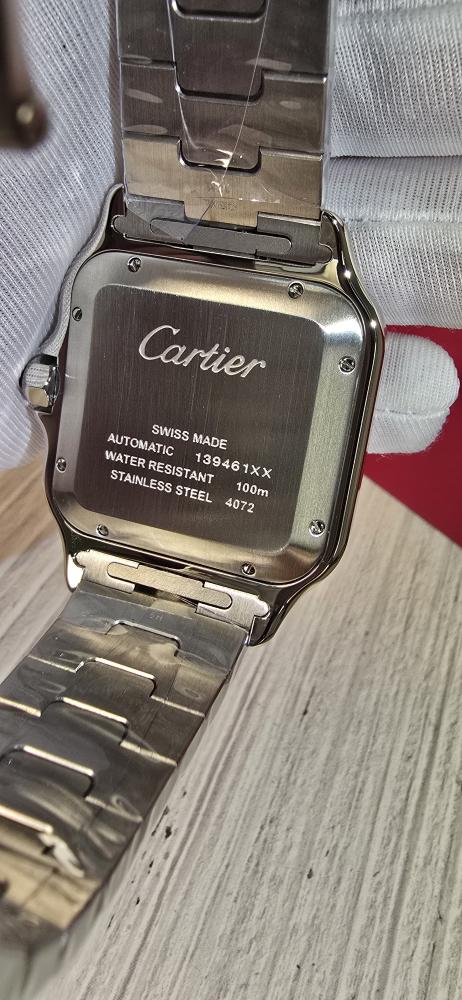 Cartier
SWISS MADE
AUTOMATIC 139461XX
WATER RESISTANT 100m
STAINLESS STEEL 4072